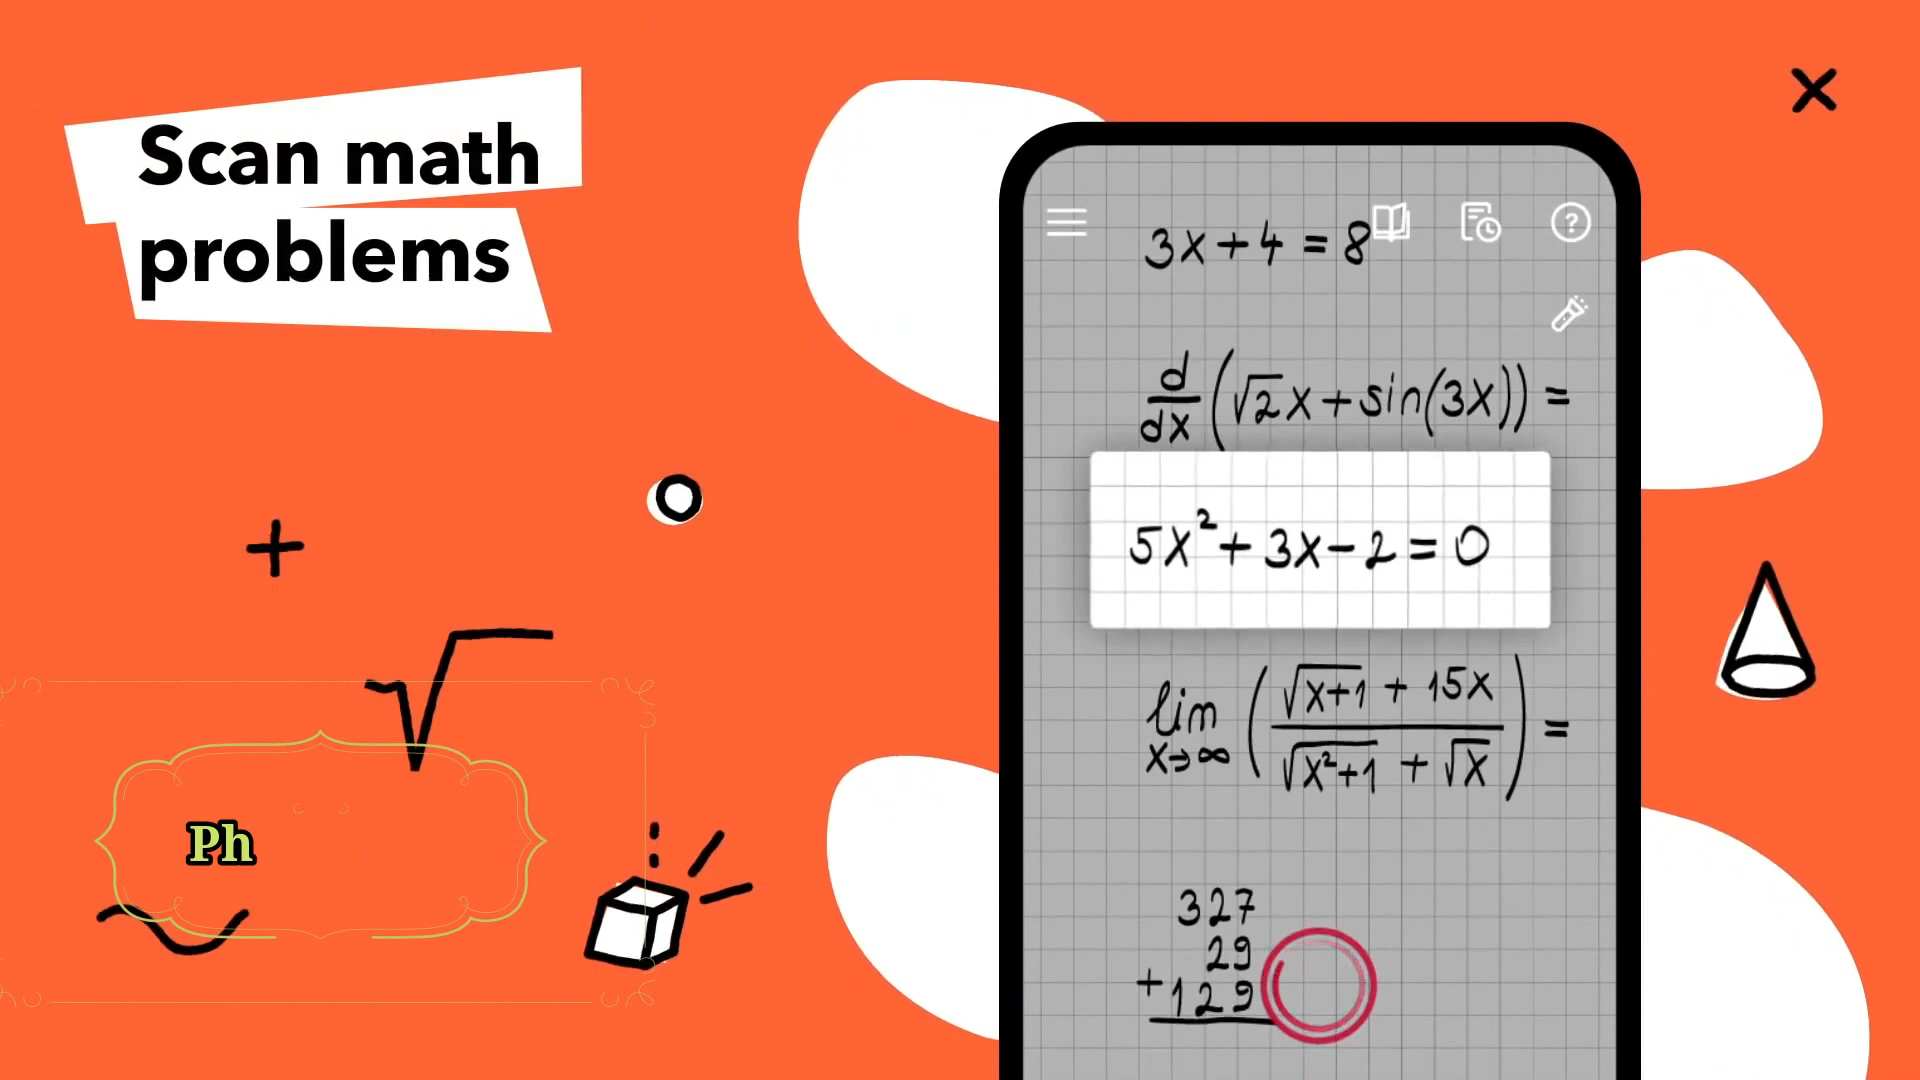 Scan math
problems
3x+4=8
d/dx(√2x+sin(3x))=
5x²+3x-2=0
lim x→∞ ((√x+1 + 15x)/(√x²+1 + √x))=
327
29
+129
Ph